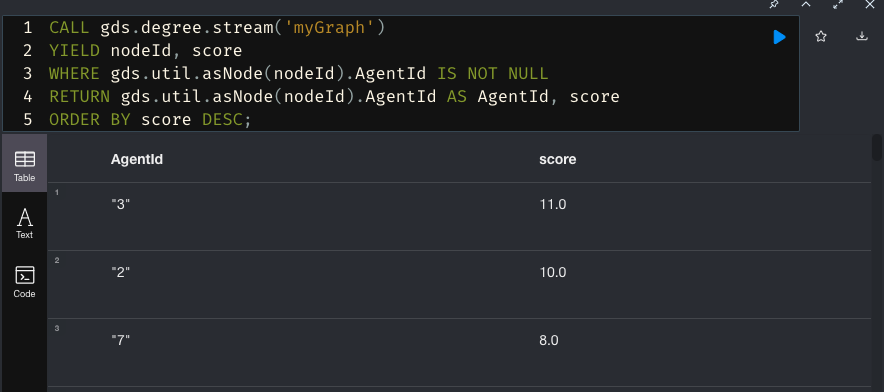 1 CALL gds.degree.stream('myGraph')
2 YIELD nodeId, score
3 WHERE gds.util.asNode(nodeId).AgentId IS NOT NULL
4 RETURN gds.util.asNode(nodeId).AgentId AS AgentId, score
5 ORDER BY score DESC;
Table
A
Text
Code
AgentId score
1
"3" 11.0
2
"2" 10.0
3
"7" 8.0